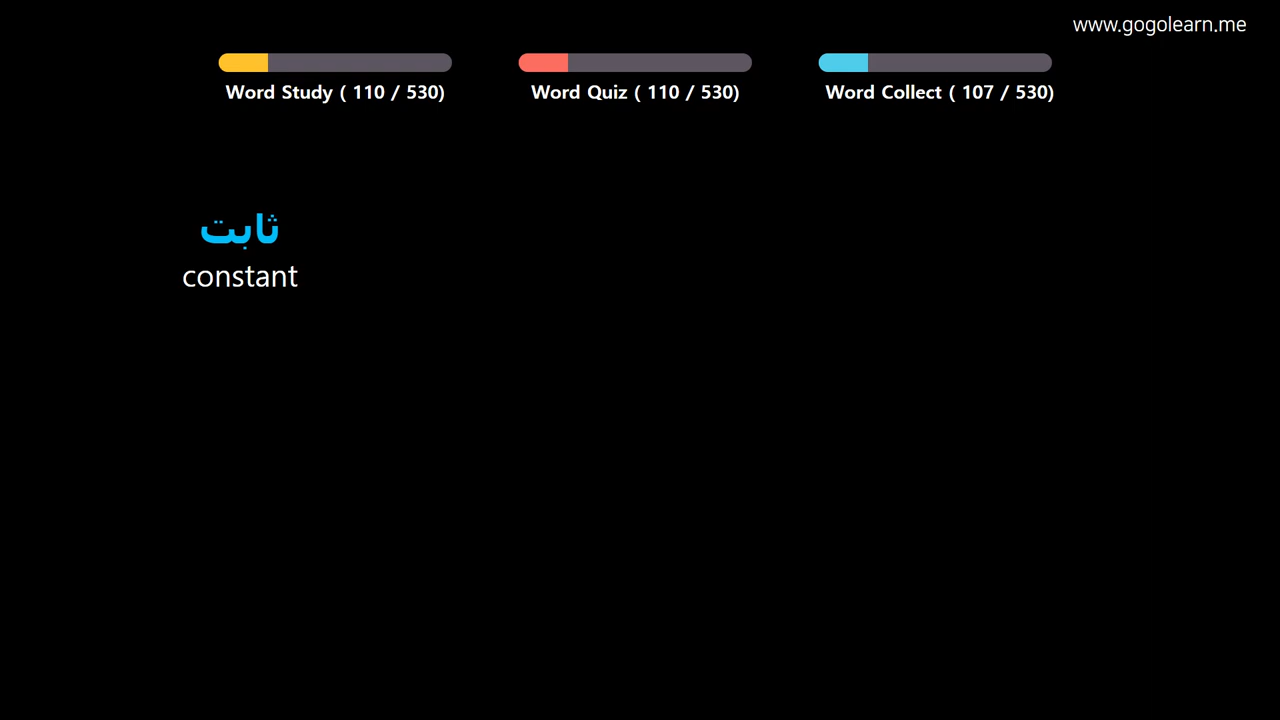 www.gogolearn.me
Word Study ( 110 / 530)
Word Quiz ( 110 / 530)
Word Collect ( 107 / 530)
ثابت
constant